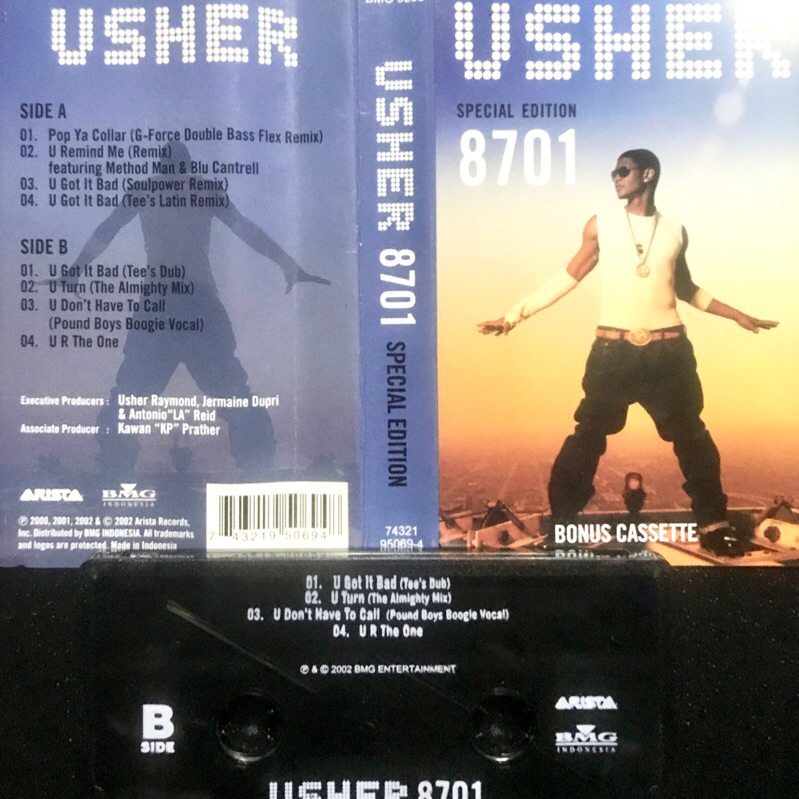 USHER
SIDE A
01. Pop Ya Collar (G-Force Double Bass Flex Remix)
02. U Remind Me (Remix)
featuring Method Man & Blu Cantrell
03. U Got It Bad (Soulpower Remix)
04. U Got It Bad (Tee's Latin Remix)
SIDE B
01. U Got It Bad (Tee's Dub)
02. U Turn (The Almighty Mix)
03. U Don't Have To Call
(Pound Boys Boogie Vocal)
04. U R The One
Executive Producers : Usher Raymond, Jermaine Dupri
& Antonio"LA" Reid
Associate Producer : Kawan "KP" Prather
ARISTA
BMG
INDONESIA
℗ 2000, 2001, 2002 & © 2002 Arista Records,
Inc. Distributed by BMG INDONESIA. All trademarks
and logos are protected. Made in Indonesia
7 43219 50694
USHER 8701 SPECIAL EDITION
74321
95069-4
USHER
SPECIAL EDITION
8701
BONUS CASSETTE
01. U Got It Bad (Tee's Dub)
02. U Turn (The Almighty Mix)
03. U Don't Have To Call (Pound Boys Boogie Vocal)
04. U R The One
℗ & © 2002 BMG ENTERTAINMENT
B
SIDE
ARISTA
BMG
INDONESIA
USHER 8701